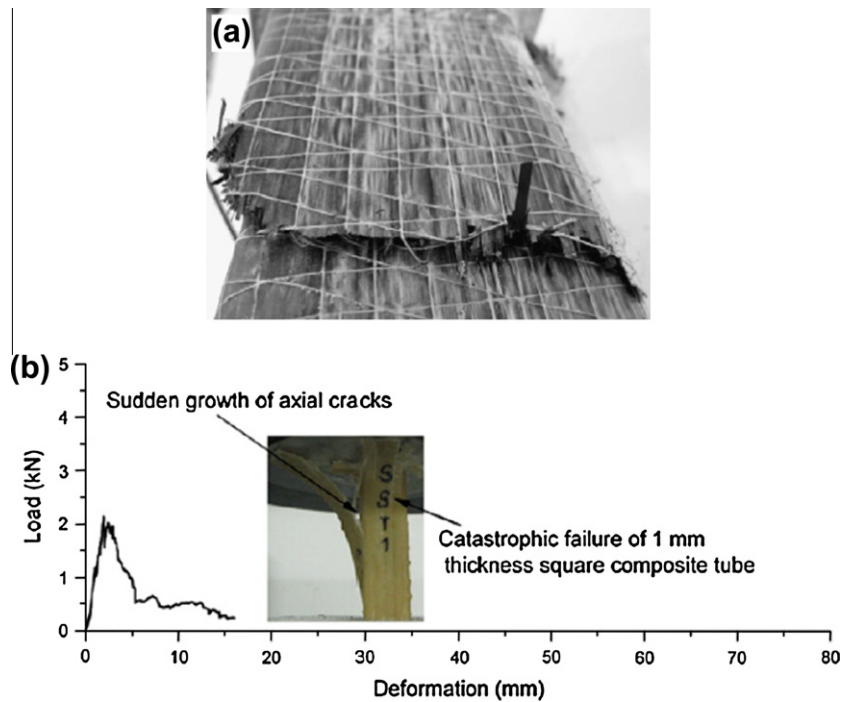 (a)
(b)
5
4
3
2
1
0
Load (kN)
Sudden growth of axial cracks
S
S
T
1
Catastrophic failure of 1 mm
thickness square composite tube
0 10 20 30 40 50 60 70 80
Deformation (mm)